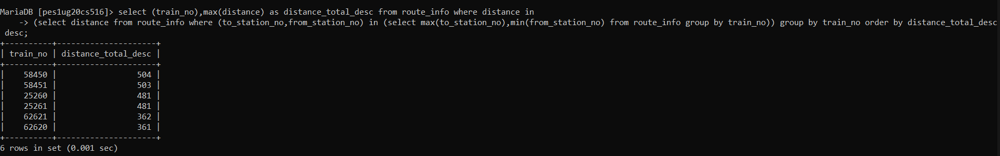 MariaDB [pes1ug20cs516]> select (train_no),max(distance) as distance_total_desc from route_info where distance in
    -> (select distance from route_info where (to_station_no,from_station_no) in (select max(to_station_no),min(from_station_no) from route_info group by train_no)) group by train_no order by distance_total_desc
 desc;
+----------+---------------------+
| train_no | distance_total_desc |
+----------+---------------------+
|    58450 |                 504 |
|    58451 |                 503 |
|    25260 |                 481 |
|    25261 |                 481 |
|    62621 |                 362 |
|    62620 |                 361 |
+----------+---------------------+
6 rows in set (0.001 sec)